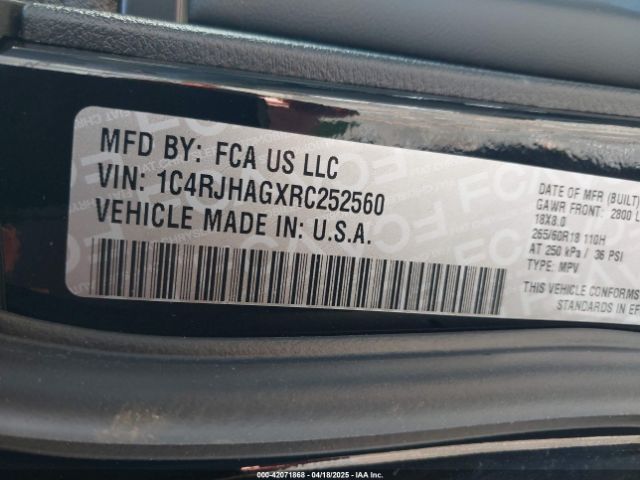 MFD BY: FCA US LLC
VIN: 1C4RJHAGXRC252560
VEHICLE MADE IN: U.S.A.
DATE OF MFR (BUILT)
GAWR FRONT: 2800 L
18X8.0
265/60R18 110H
AT 250 kPa / 36 PSI
TYPE: MPV
THIS VEHICLE CONFORMS
STANDARDS IN EF
000-42071868 04/18/2025 IAAI.COM